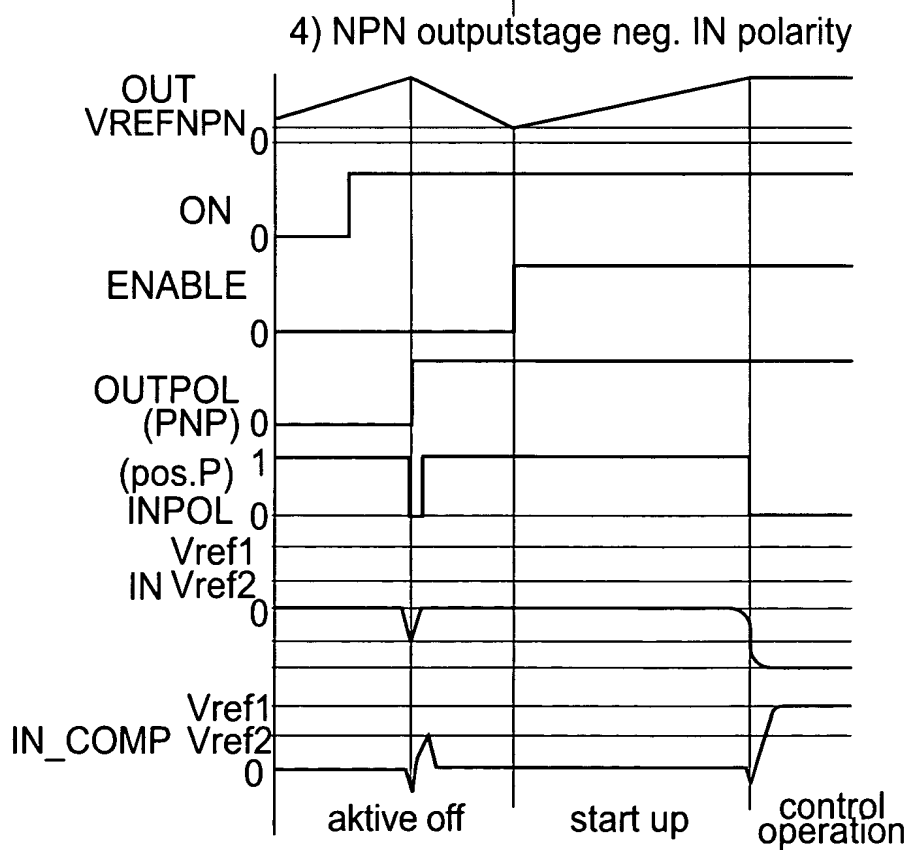 4) NPN outputstage neg. IN polarity
OUT
VREFNPN
0
ON
0
ENABLE
0
OUTPOL
(PNP) 0
(pos.P) 1
INPOL 0
Vref1
IN Vref2
0
Vref1
IN_COMP Vref2
0
aktive off
start up
control
operation